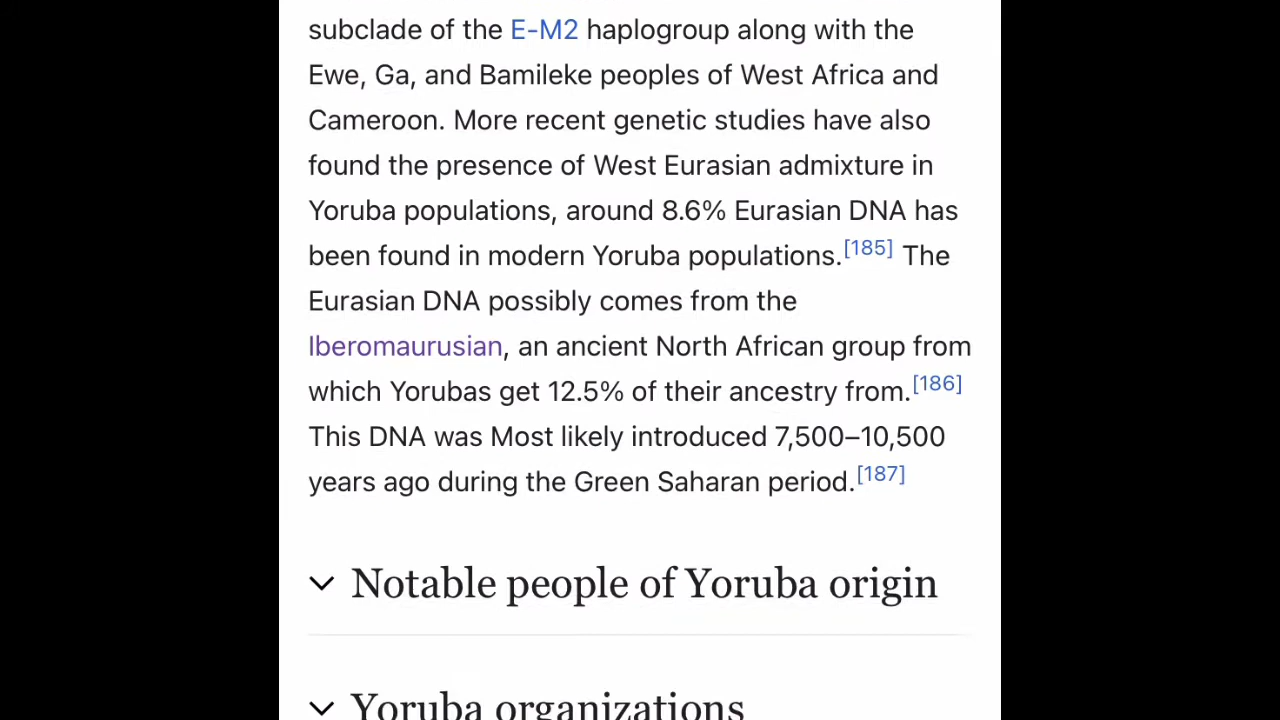 subclade of the E-M2 haplogroup along with the
Ewe, Ga, and Bamileke peoples of West Africa and
Cameroon. More recent genetic studies have also
found the presence of West Eurasian admixture in
Yoruba populations, around 8.6% Eurasian DNA has
been found in modern Yoruba populations.[185] The
Eurasian DNA possibly comes from the
Iberomaurusian, an ancient North African group from
which Yorubas get 12.5% of their ancestry from.[186]
This DNA was Most likely introduced 7,500–10,500
years ago during the Green Saharan period.[187]
Notable people of Yoruba origin
Yoruba organizations